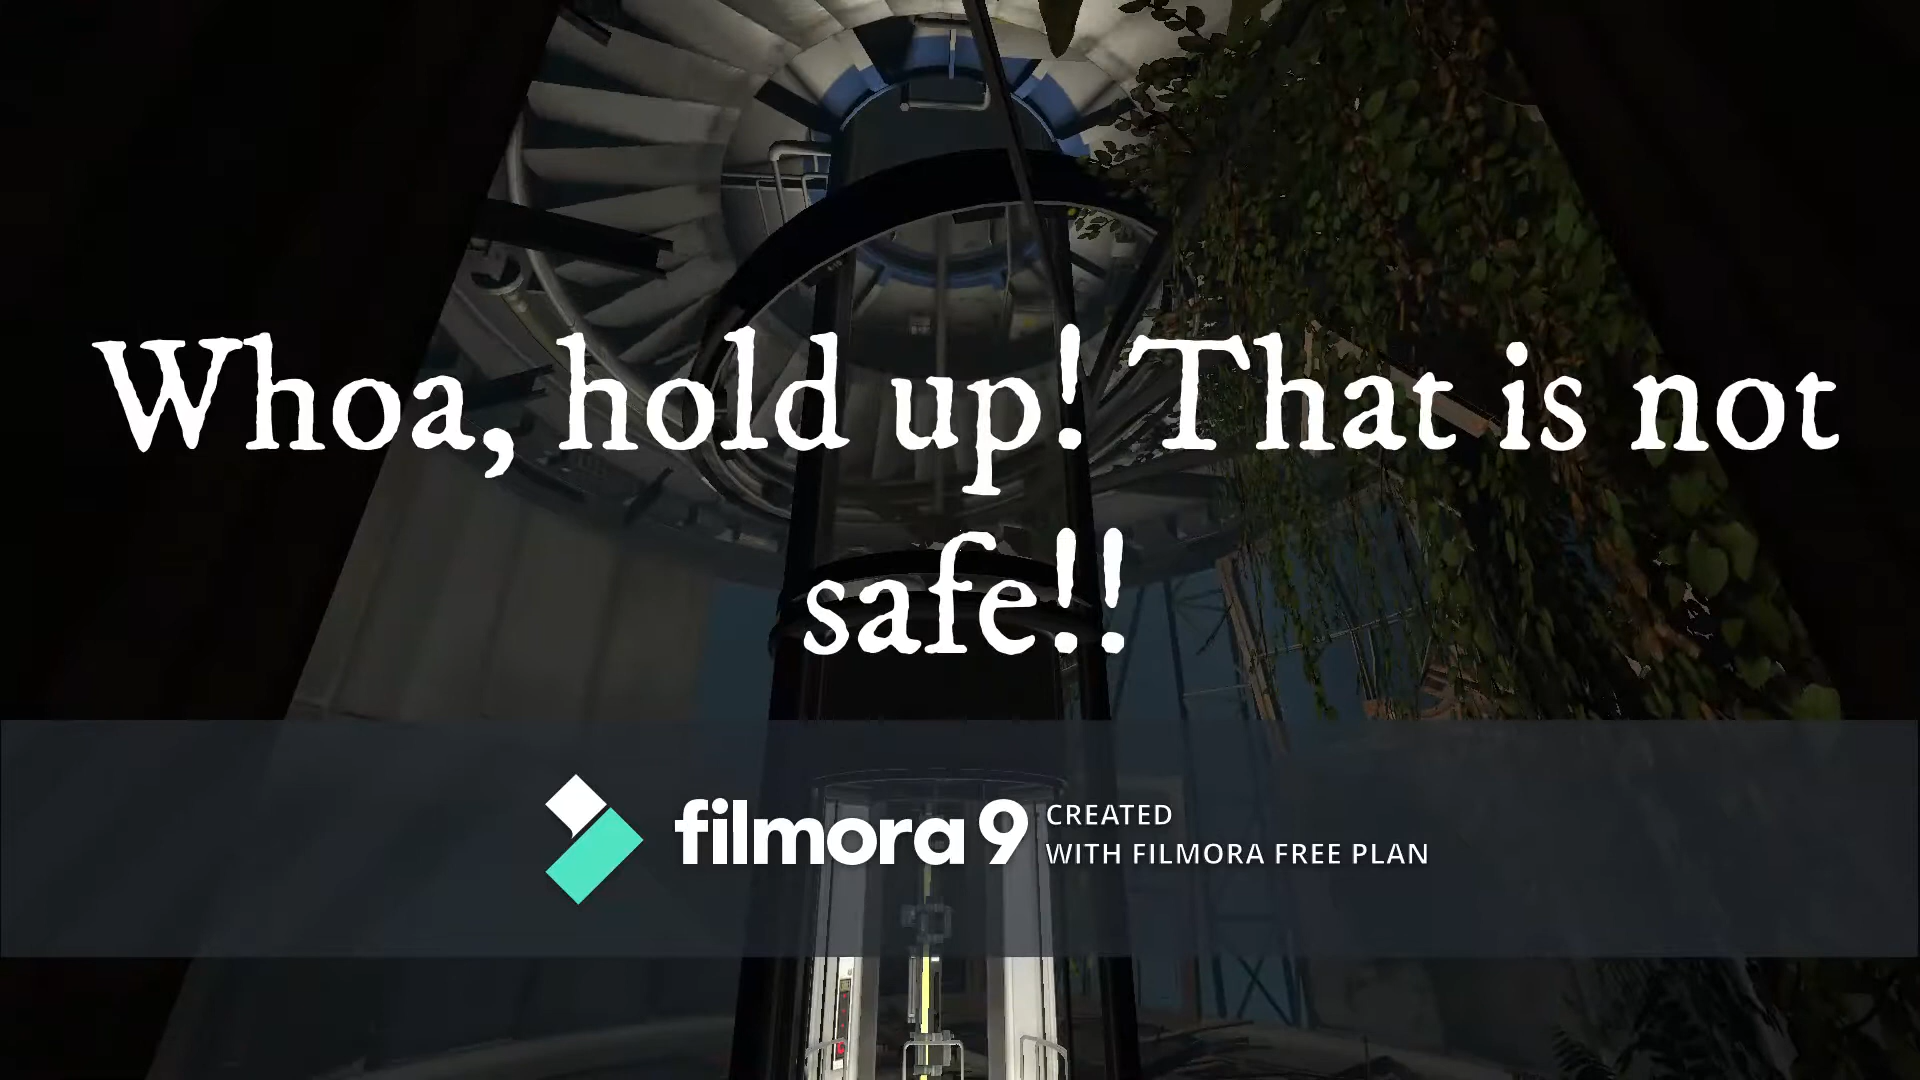 Whoa, hold up! That is not
safe!!
filmora 9
CREATED
WITH FILMORA FREE PLAN